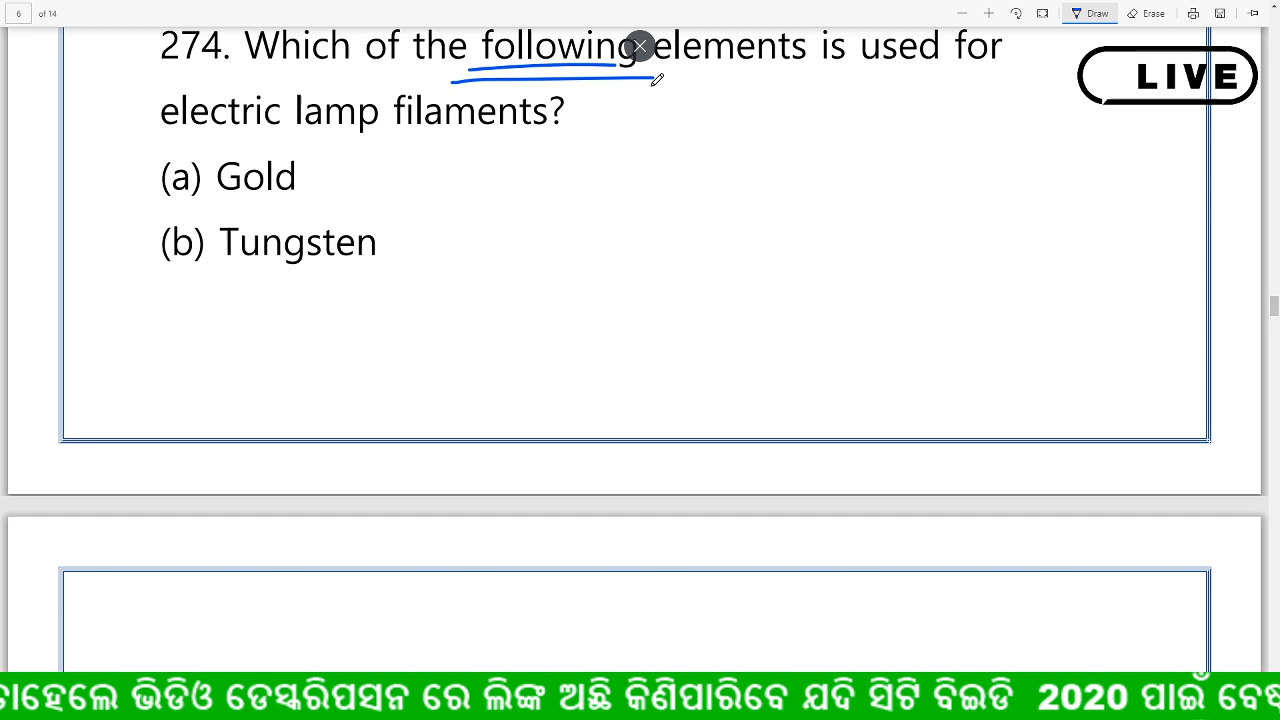 6 of 14 Draw Erase
274. Which of the following elements is used for
LIVE
electric lamp filaments?
(a) Gold
(b) Tungsten
ତାହେଲେ ଭିଡିଓ ଡେସ୍କରିପସନ ରେ ଲିଙ୍କ ଅଛି କିଣିପାରିବେ ଯଦି ସିଟି ବିଇଡି 2020 ପାଇଁ